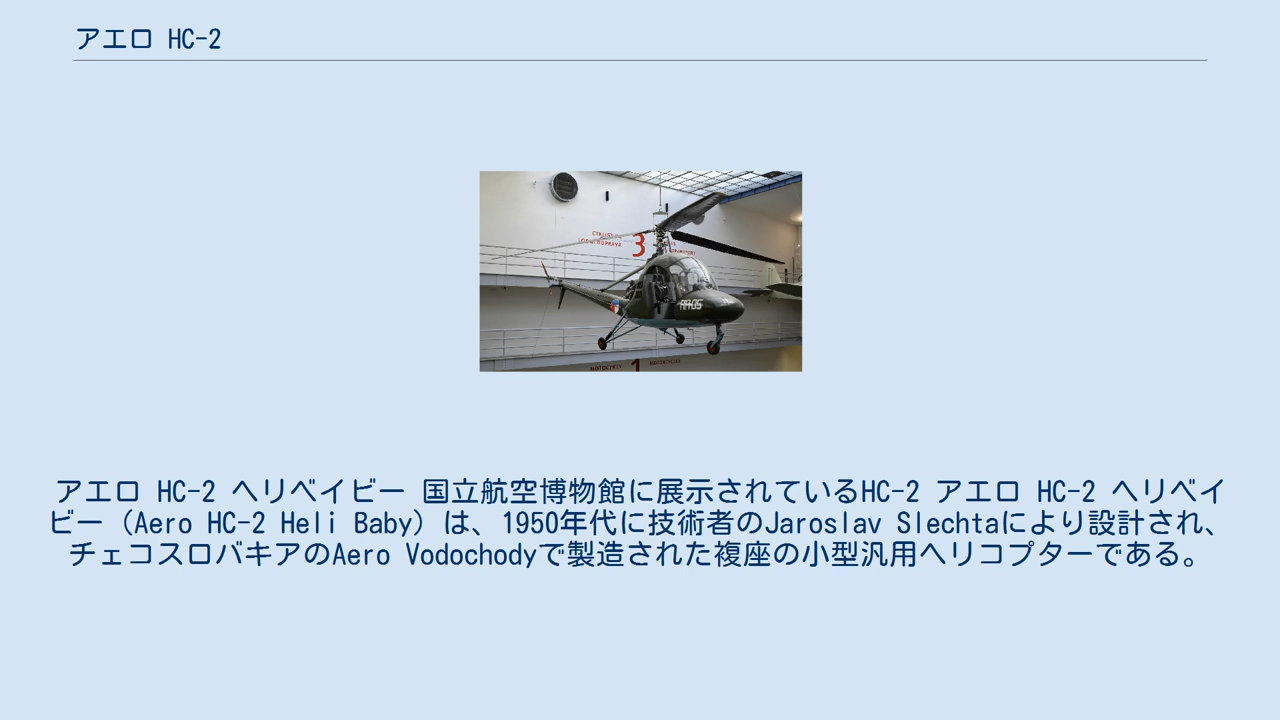 アエロ HC-2
3
MOTOCYKLY
1
MOTORCYCLES
アエロ HC-2 ヘリベイビー 国立航空博物館に展示されているHC-2 アエロ HC-2 ヘリベイ
ビー（Aero HC-2 Heli Baby）は、1950年代に技術者のJaroslav Slechtaにより設計され、
チェコスロバキアのAero Vodochodyで製造された複座の小型汎用ヘリコプターである。